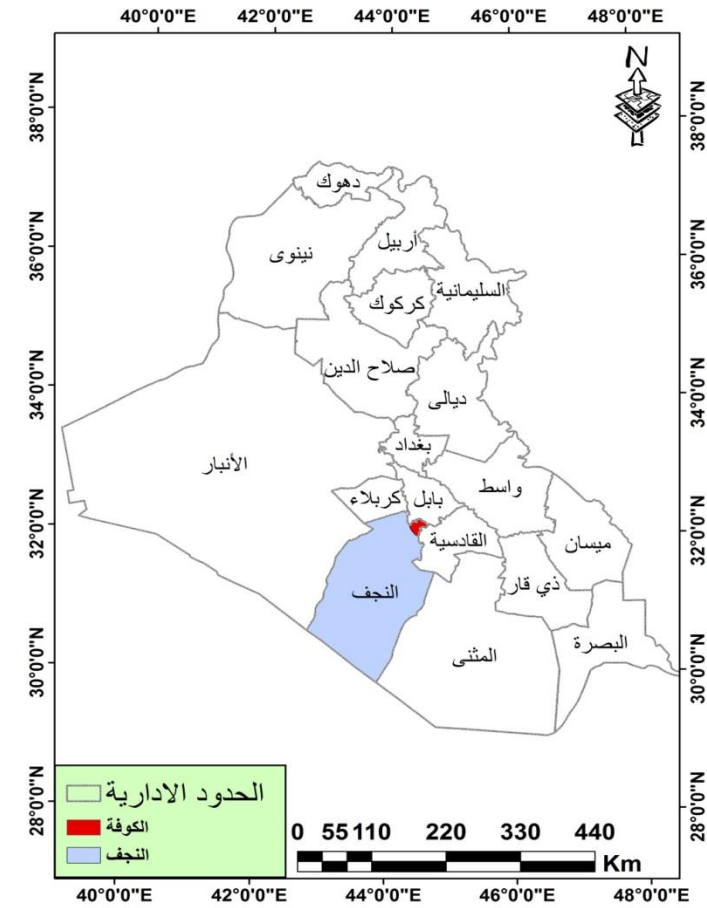 40°0'0"E 42°0'0"E 44°0'0"E 46°0'0"E 48°0'0"E
N
38°0'0"N
38°0'0"N
36°0'0"N
36°0'0"N
34°0'0"N
34°0'0"N
32°0'0"N
32°0'0"N
30°0'0"N
30°0'0"N
28°0'0"N
28°0'0"N
دهوك
أربيل
نينوى
السليمانية
كركوك
صلاح الدين
ديالى
بغداد
الأنبار
واسط
بابل
كربلاء
القادسية
ميسان
ذي قار
النجف
البصرة
المثنى
الحدود الادارية
الكوفة
النجف
0 55 110 220 330 440
Km
40°0'0"E 42°0'0"E 44°0'0"E 46°0'0"E 48°0'0"E